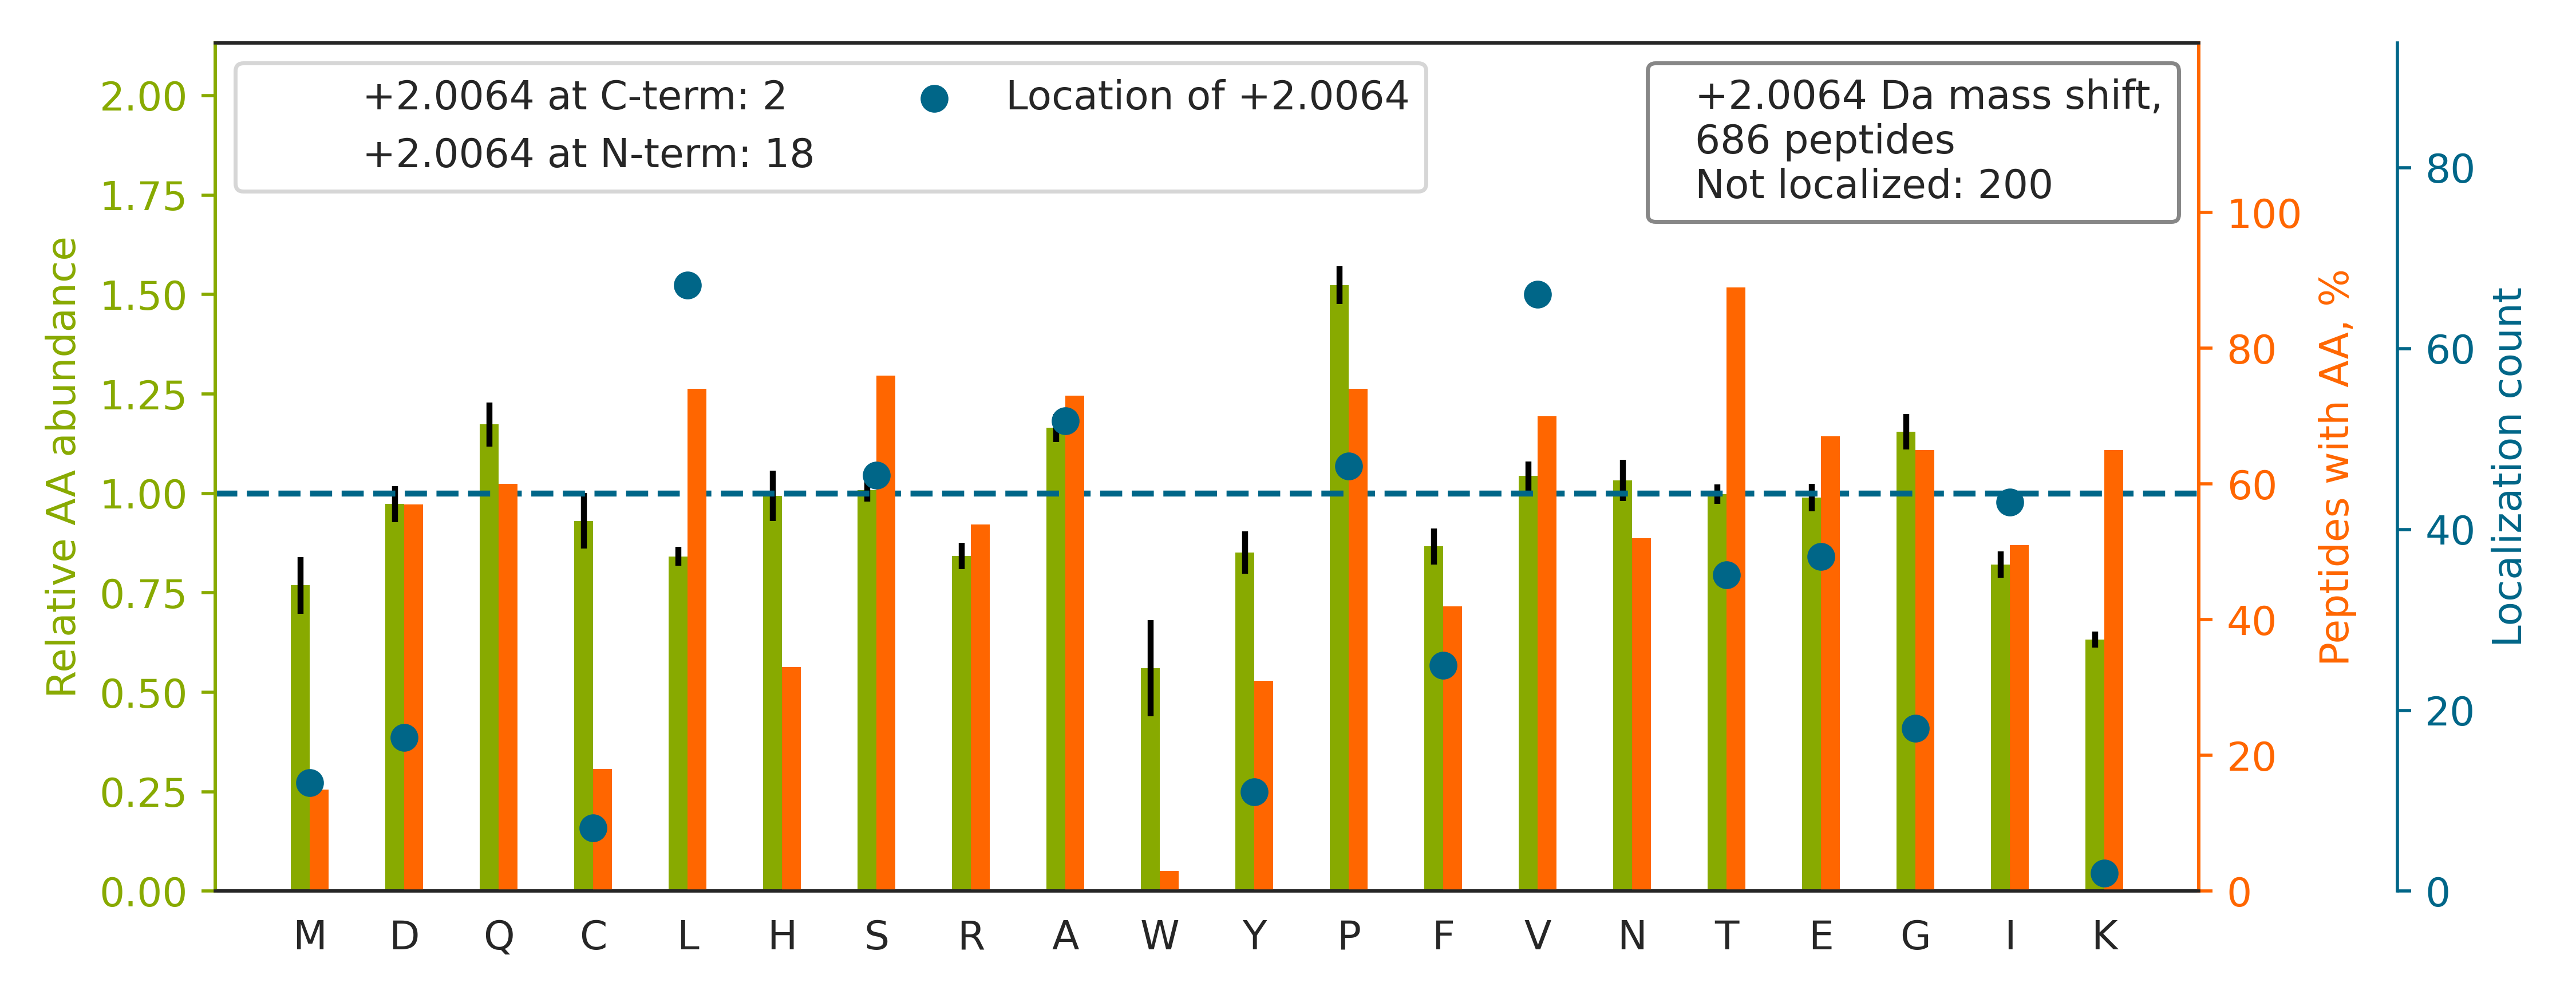 +2.0064 at C-term: 2
+2.0064 at N-term: 18
Location of +2.0064
+2.0064 Da mass shift,
686 peptides
Not localized: 200
Relative AA abundance
2.00
1.75
1.50
1.25
1.00
0.75
0.50
0.25
0.00
M D Q C L H S R A W Y P F V N T E G I K
100
80
60
40
20
0
Peptides with AA, %
80
60
40
20
0
Localization count